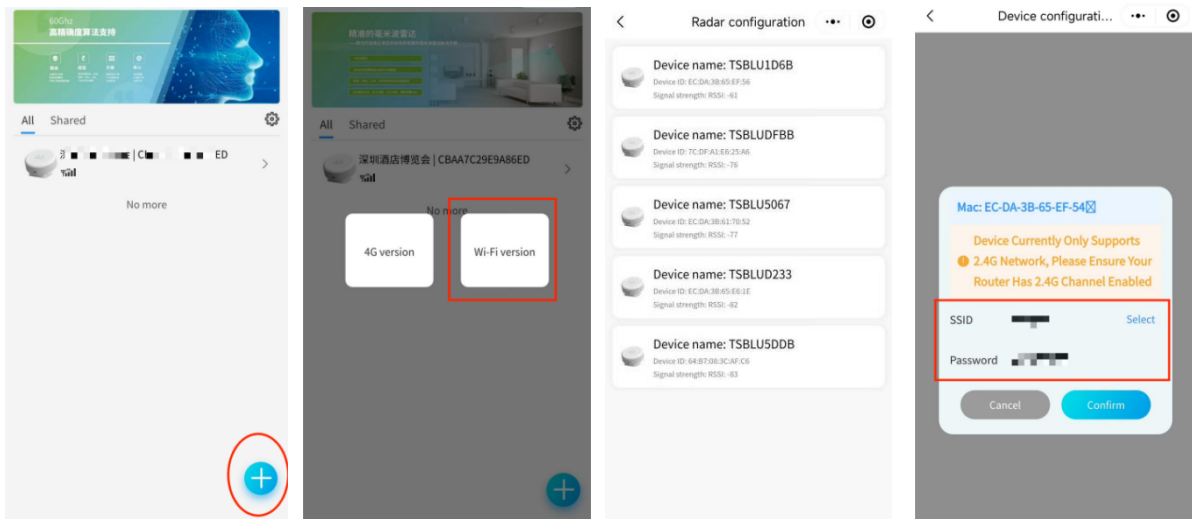 60Ghz
高精确度算法支持
All Shared
ED
No more
精准的毫米波雷达
All Shared
深圳酒店博览会 | CBAA7C29E9A86ED
No more
4G version
Wi-Fi version
Radar configuration
Device name: TSBLU1D6B
Device ID: EC:DA:3B:65:EF:56
Signal strength: RSSI: -61
Device name: TSBLUDFBB
Device ID: 7C:DF:A1:E6:25:A6
Signal strength: RSSI: -76
Device name: TSBLU5067
Device ID: EC:DA:3B:61:70:52
Signal strength: RSSI: -77
Device name: TSBLUD233
Device ID: EC:DA:3B:65:E6:1E
Signal strength: RSSI: -82
Device name: TSBLU5DDB
Device ID: 64:B7:08:3C:AF:C6
Signal strength: RSSI: -83
Device configurati...
Mac: EC-DA-3B-65-EF-54
Device Currently Only Supports
2.4G Network, Please Ensure Your
Router Has 2.4G Channel Enabled
SSID
Select
Password
Cancel
Confirm